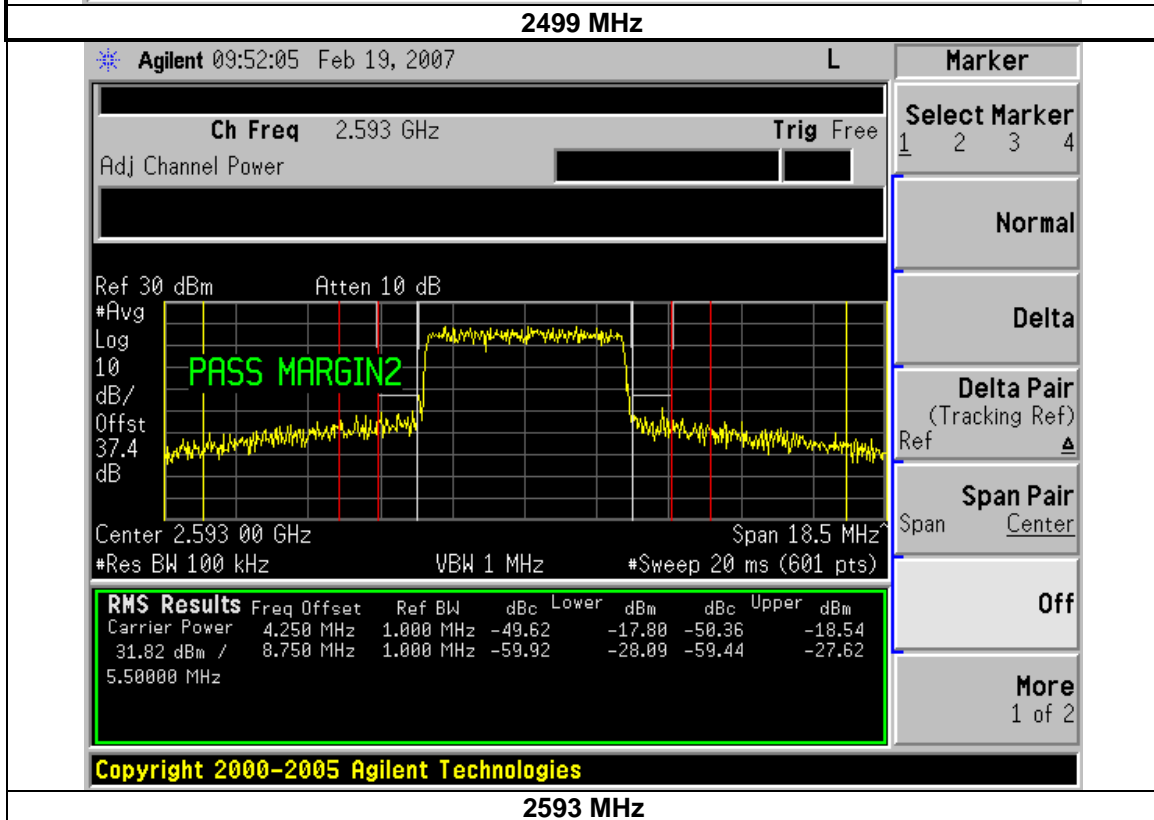 2499 MHz
Agilent 09:52:05 Feb 19, 2007 L
Marker
Ch Freq 2.593 GHz Trig Free
Adj Channel Power
Select Marker
1 2 3 4
Normal
Delta
Delta Pair
(Tracking Ref)
Ref Δ
Span Pair
Span Center
Off
More
1 of 2
Ref 30 dBm Atten 10 dB
#Avg
Log
10
dB/
Offst
37.4
dB
PASS MARGIN2
Center 2.593 00 GHz Span 18.5 MHz^
#Res BW 100 kHz VBW 1 MHz #Sweep 20 ms (601 pts)
RMS Results Freq Offset Ref BW dBc Lower dBm dBc Upper dBm
Carrier Power 4.250 MHz 1.000 MHz -49.62 -17.80 -50.36 -18.54
31.82 dBm / 8.750 MHz 1.000 MHz -59.92 -28.09 -59.44 -27.62
5.50000 MHz
Copyright 2000-2005 Agilent Technologies
2593 MHz